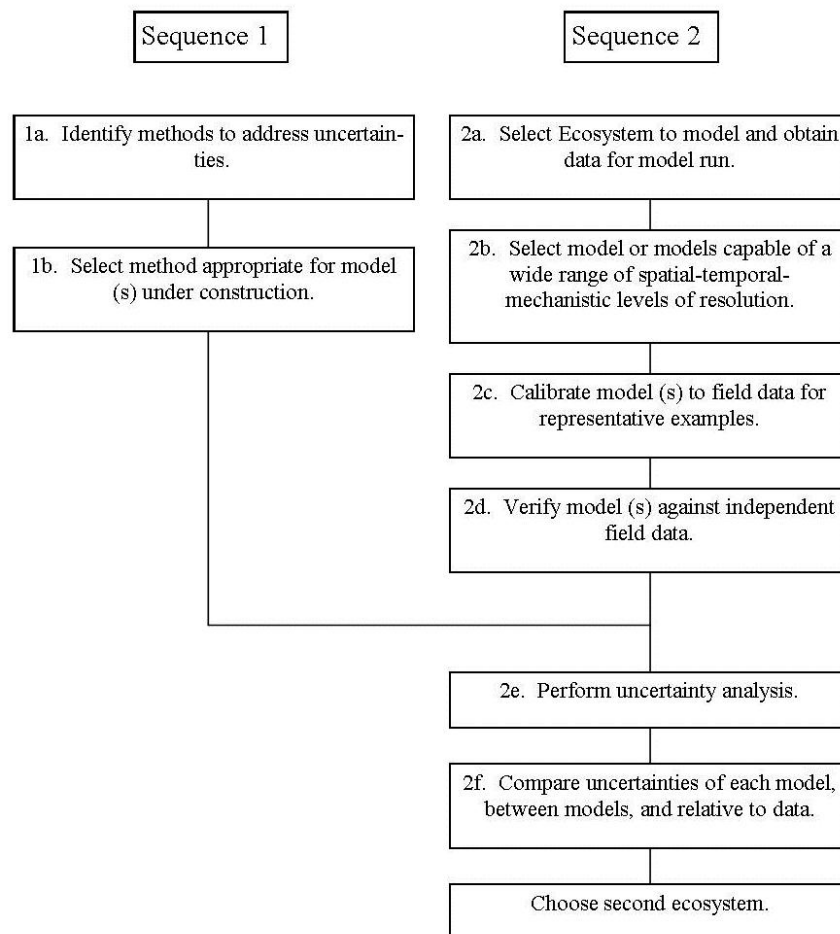 Sequence 1
Sequence 2
1a. Identify methods to address uncertain-
ties.
1b. Select method appropriate for model
(s) under construction.
2a. Select Ecosystem to model and obtain
data for model run.
2b. Select model or models capable of a
wide range of spatial-temporal-
mechanistic levels of resolution.
2c. Calibrate model (s) to field data for
representative examples.
2d. Verify model (s) against independent
field data.
2e. Perform uncertainty analysis.
2f. Compare uncertainties of each model,
between models, and relative to data.
Choose second ecosystem.